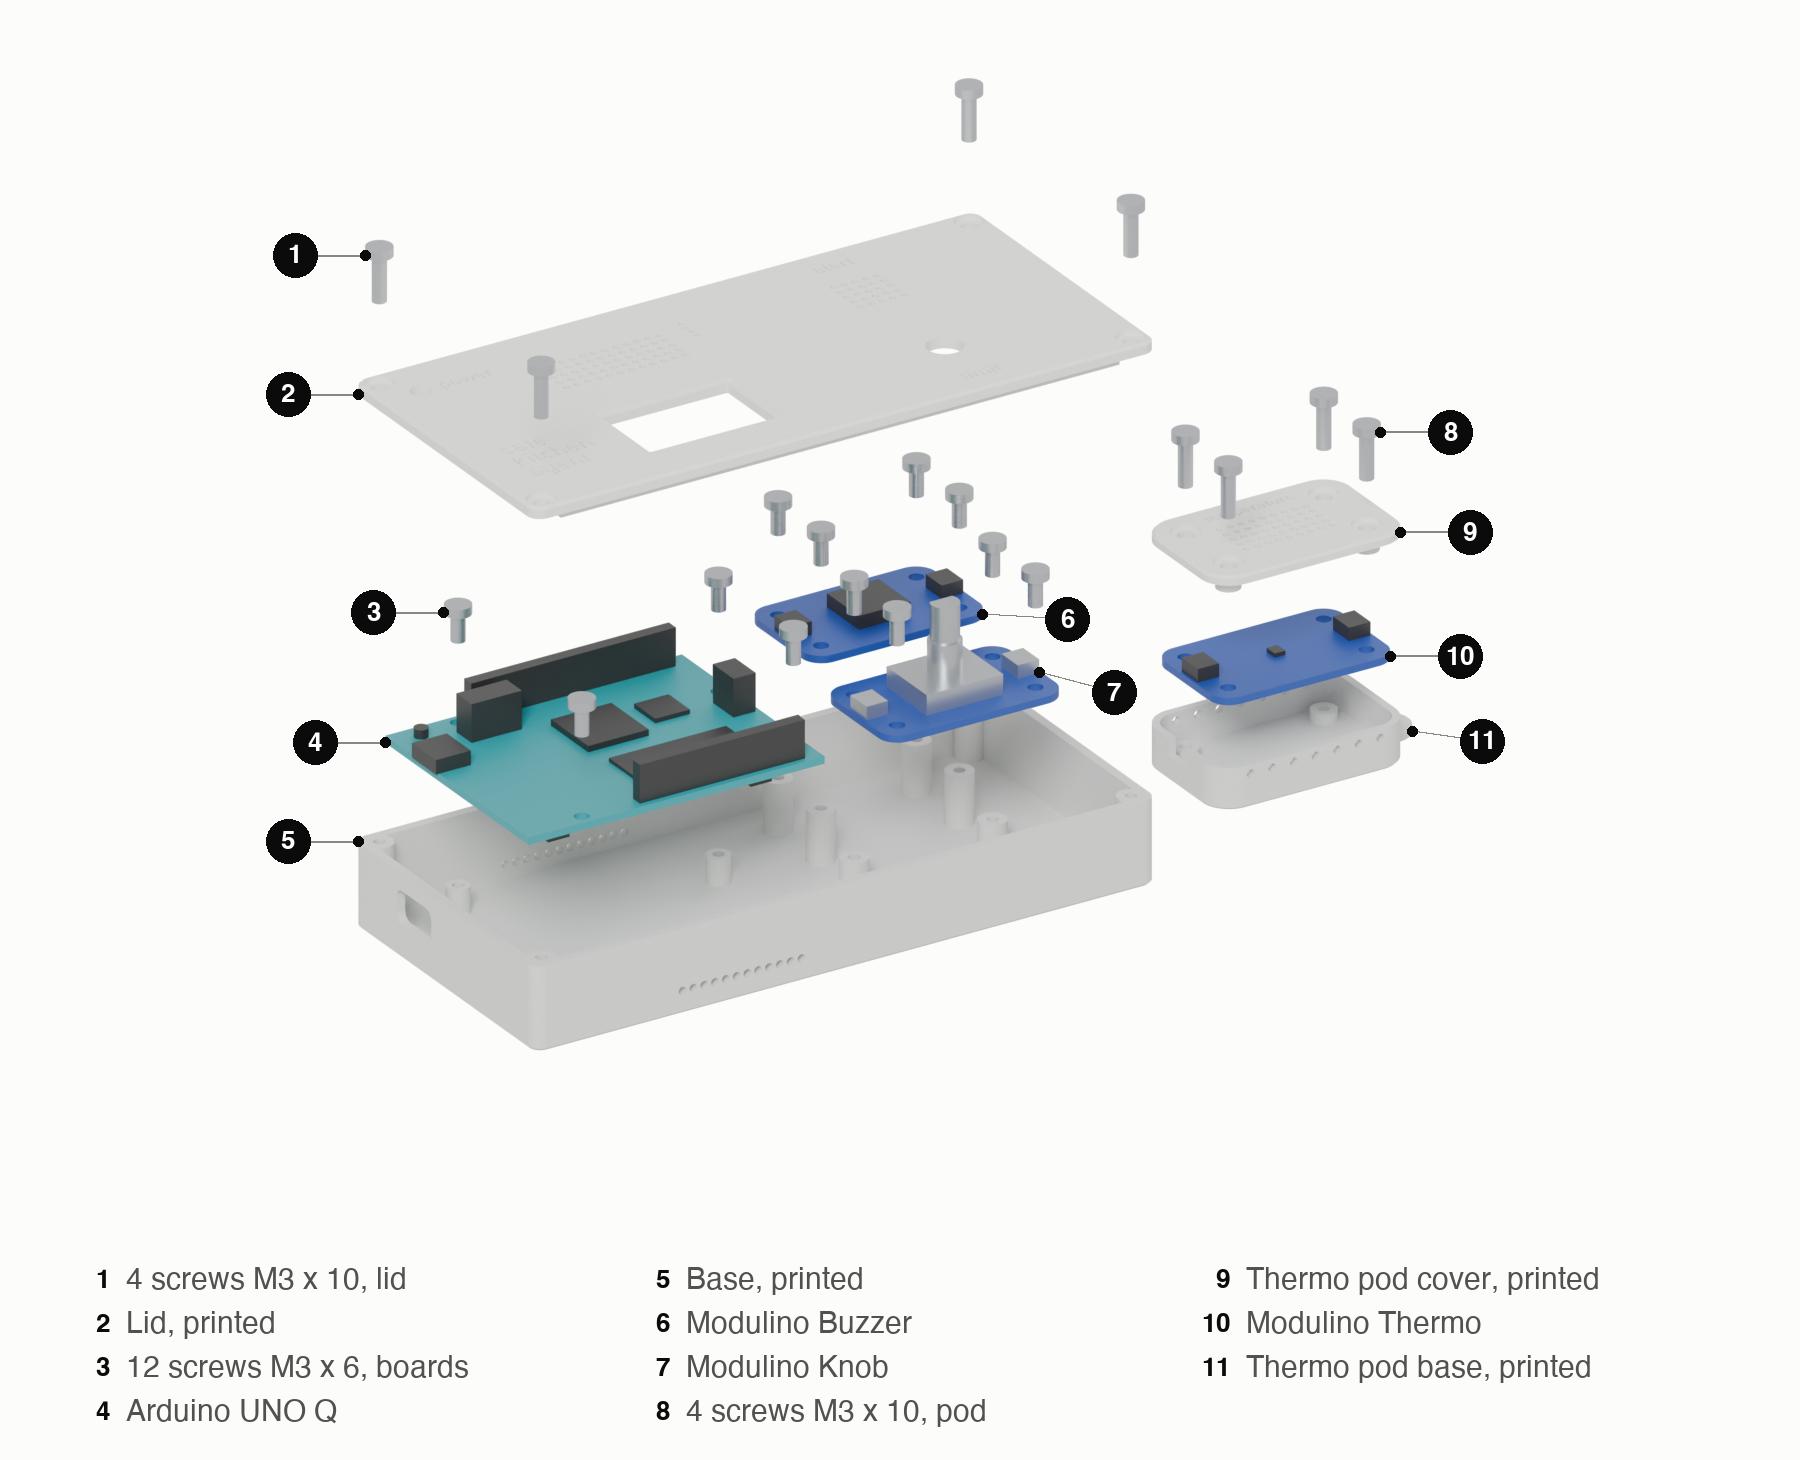 1
2
3
4
5
6
7
8
9
10
11
1 4 screws M3 x 10, lid
2 Lid, printed
3 12 screws M3 x 6, boards
4 Arduino UNO Q
5 Base, printed
6 Modulino Buzzer
7 Modulino Knob
8 4 screws M3 x 10, pod
9 Thermo pod cover, printed
10 Modulino Thermo
11 Thermo pod base, printed